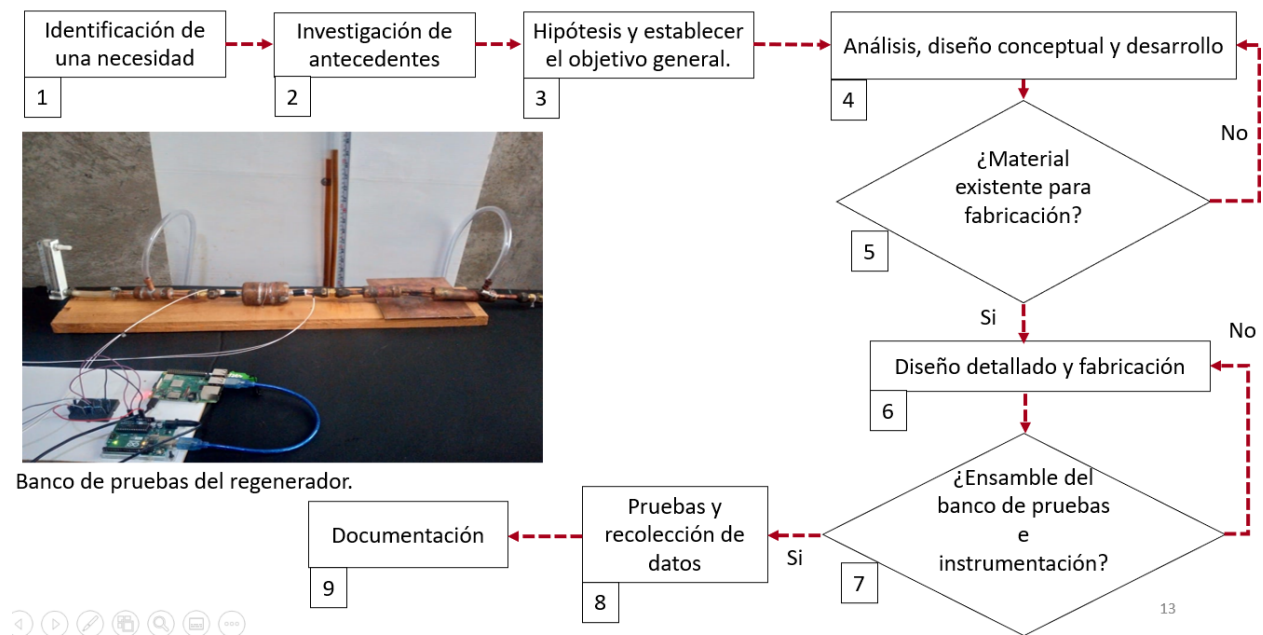 Identificación de
una necesidad
1
Investigación de
antecedentes
2
Hipótesis y establecer
el objetivo general.
3
Análisis, diseño conceptual y desarrollo
4
No
¿Material
existente para
fabricación?
5
Si
No
Diseño detallado y fabricación
6
¿Ensamble del
banco de pruebas
e
instrumentación?
7
Si
Pruebas y
recolección de
datos
8
Documentación
9
Banco de pruebas del regenerador.
13